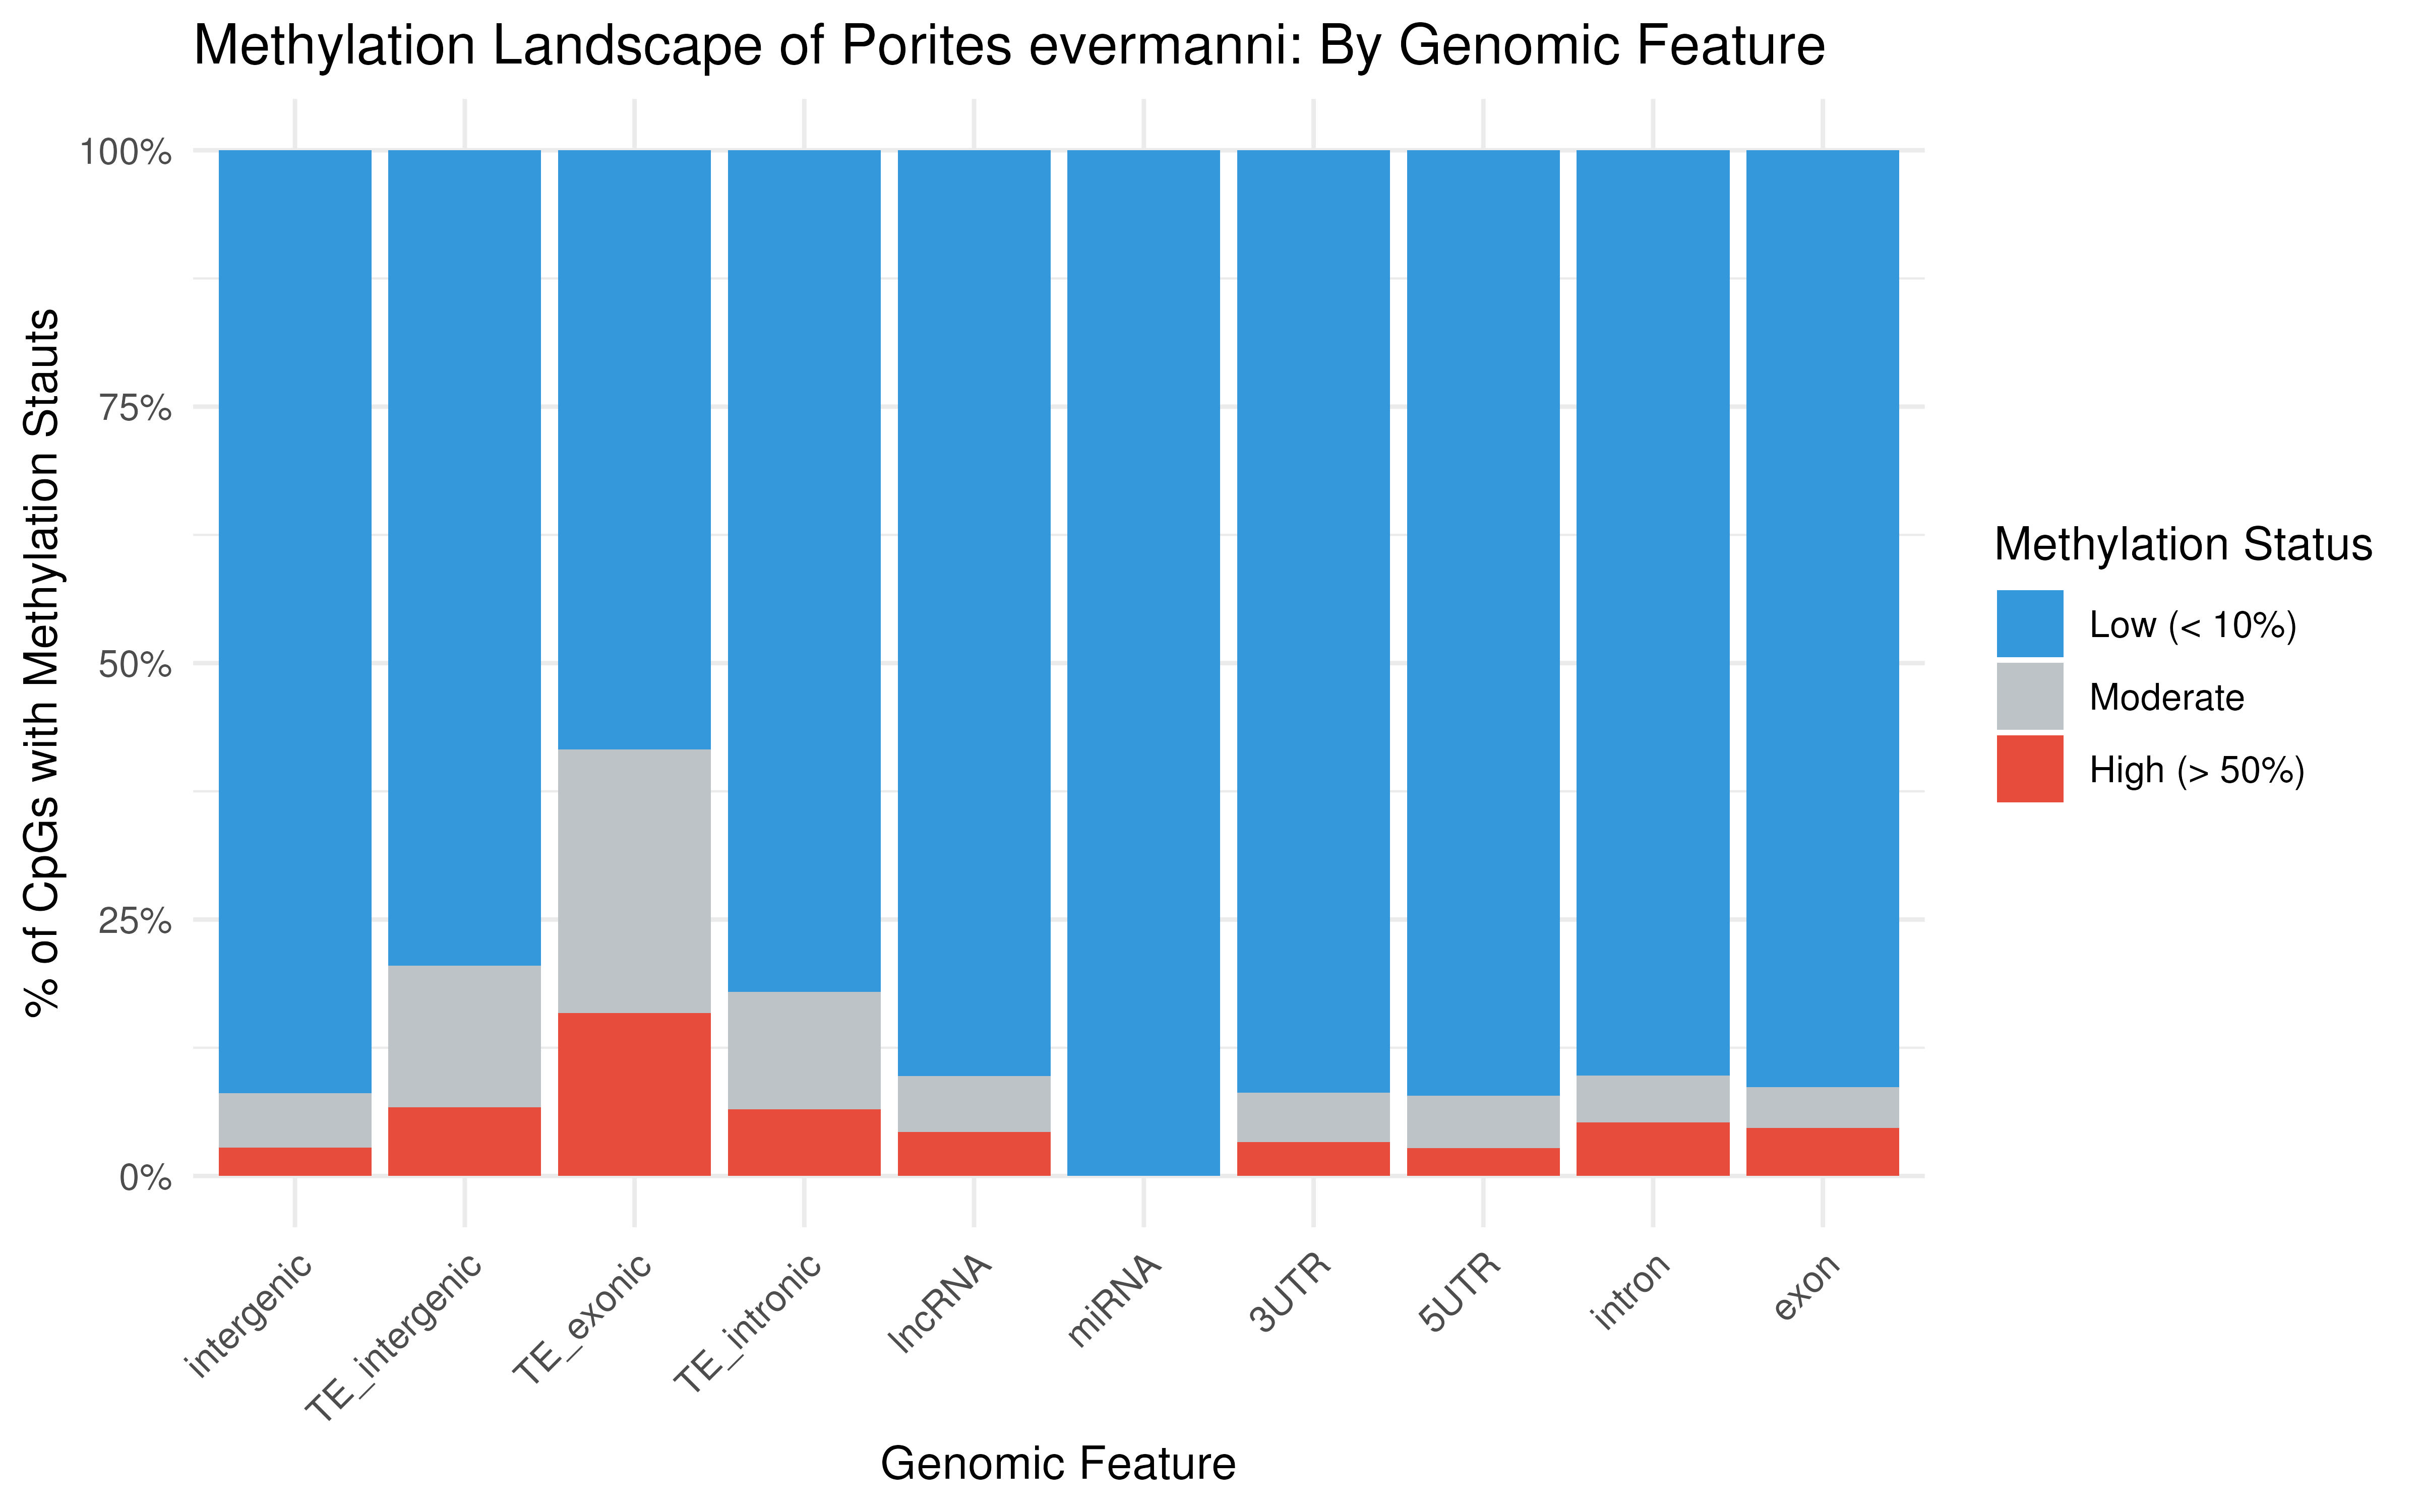 Methylation Landscape of Porites evermanni: By Genomic Feature
% of CpGs with Methylation Stauts
100%
75%
50%
25%
0%
intergenic
TE_intergenic
TE_exonic
TE_intronic
lncRNA
miRNA
3UTR
5UTR
intron
exon
Genomic Feature
Methylation Status
Low (< 10%)
Moderate
High (> 50%)